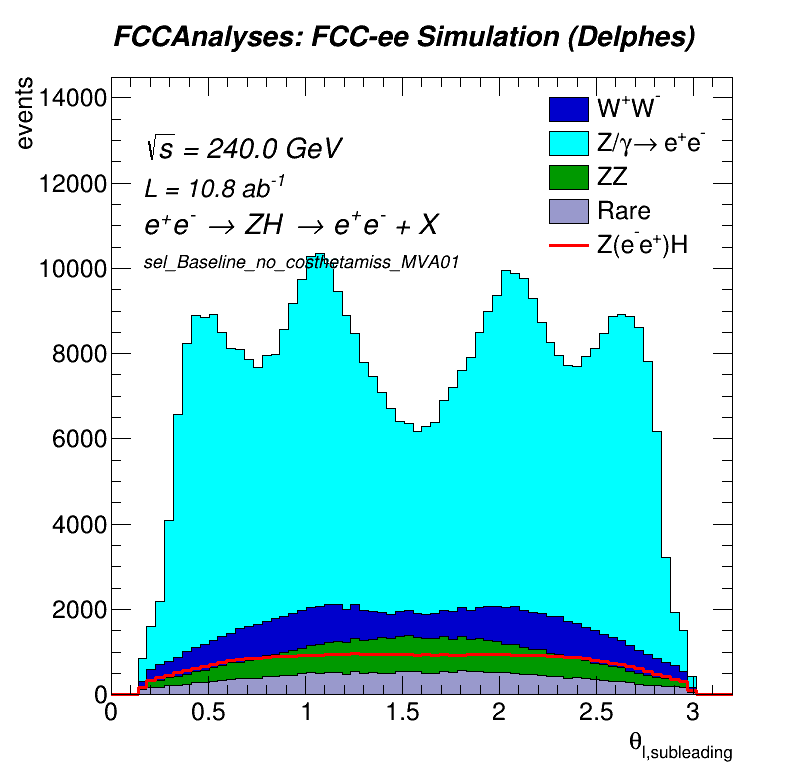 FCCAnalyses: FCC-ee Simulation (Delphes)
events
14000
12000
10000
8000
6000
4000
2000
0
√s = 240.0 GeV
L = 10.8 ab⁻¹
e⁺e⁻ → ZH → e⁺e⁻ + X
sel_Baseline_no_costhetamiss_MVA01
W⁺W⁻
Z/γ→ e⁺e⁻
ZZ
Rare
Z(e⁻e⁺)H
0 0.5 1 1.5 2 2.5 3
θ_l,subleading